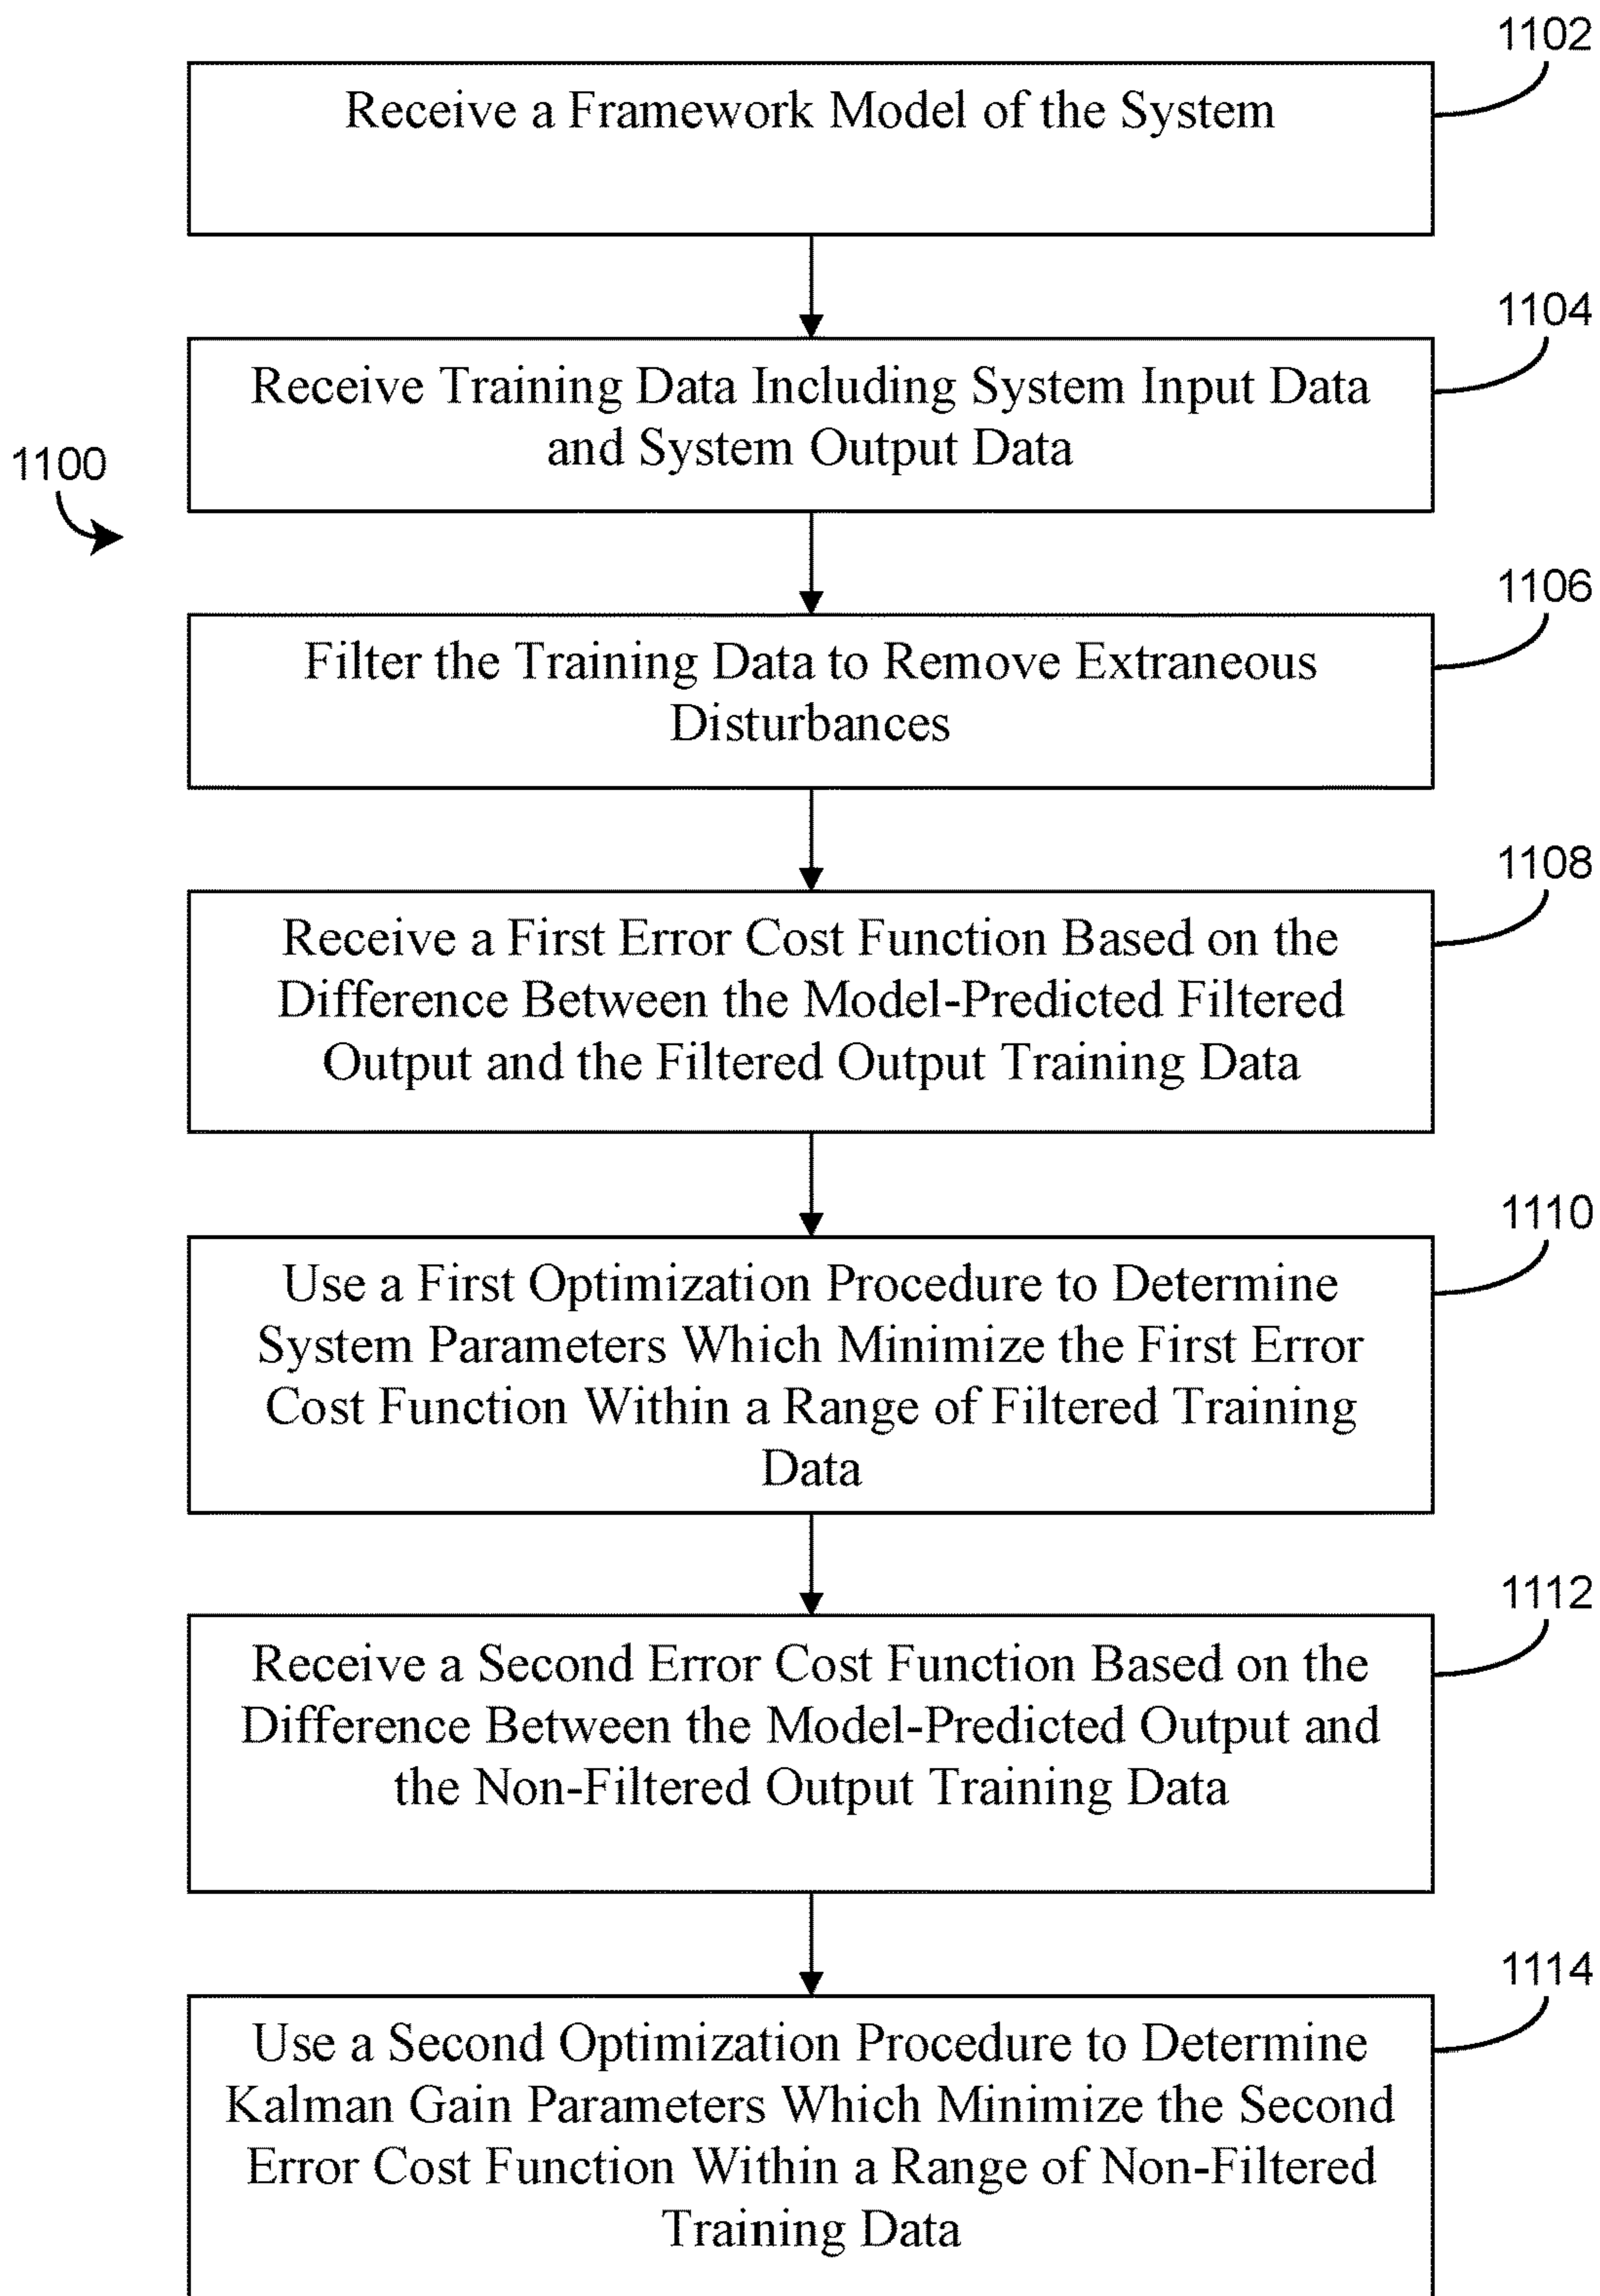 1102
Receive a Framework Model of the System
1104
Receive Training Data Including System Input Data
and System Output Data
1100
1106
Filter the Training Data to Remove Extraneous
Disturbances
1108
Receive a First Error Cost Function Based on the
Difference Between the Model-Predicted Filtered
Output and the Filtered Output Training Data
1110
Use a First Optimization Procedure to Determine
System Parameters Which Minimize the First Error
Cost Function Within a Range of Filtered Training
Data
1112
Receive a Second Error Cost Function Based on the
Difference Between the Model-Predicted Output and
the Non-Filtered Output Training Data
1114
Use a Second Optimization Procedure to Determine
Kalman Gain Parameters Which Minimize the Second
Error Cost Function Within a Range of Non-Filtered
Training Data